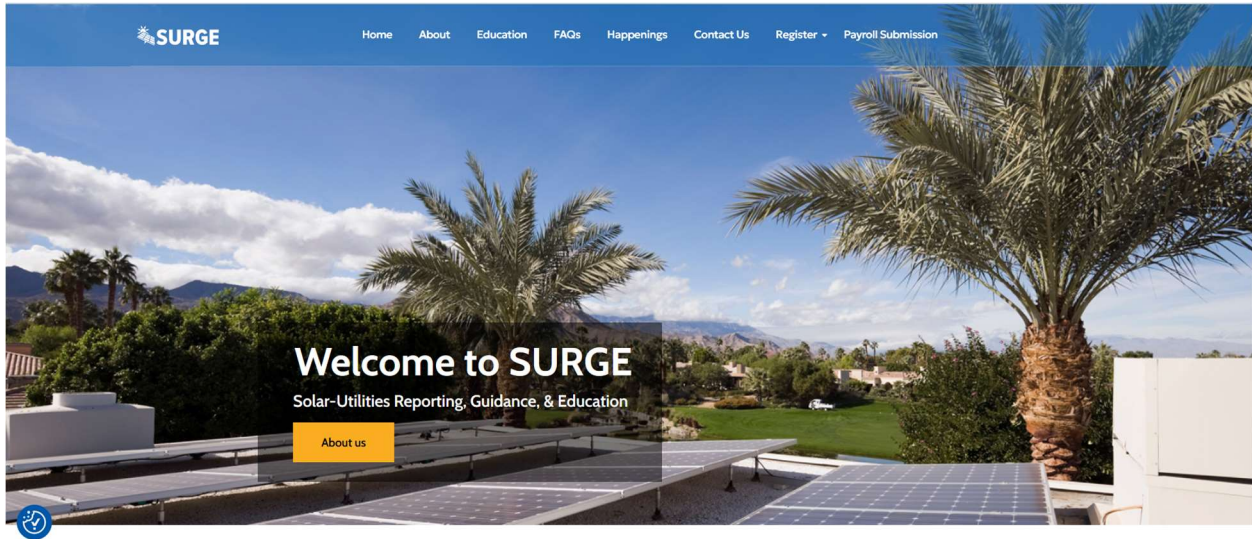 SURGE
Home About Education FAQs Happenings Contact Us Register Payroll Submission
Welcome to SURGE
Solar-Utilities Reporting, Guidance, & Education
About us